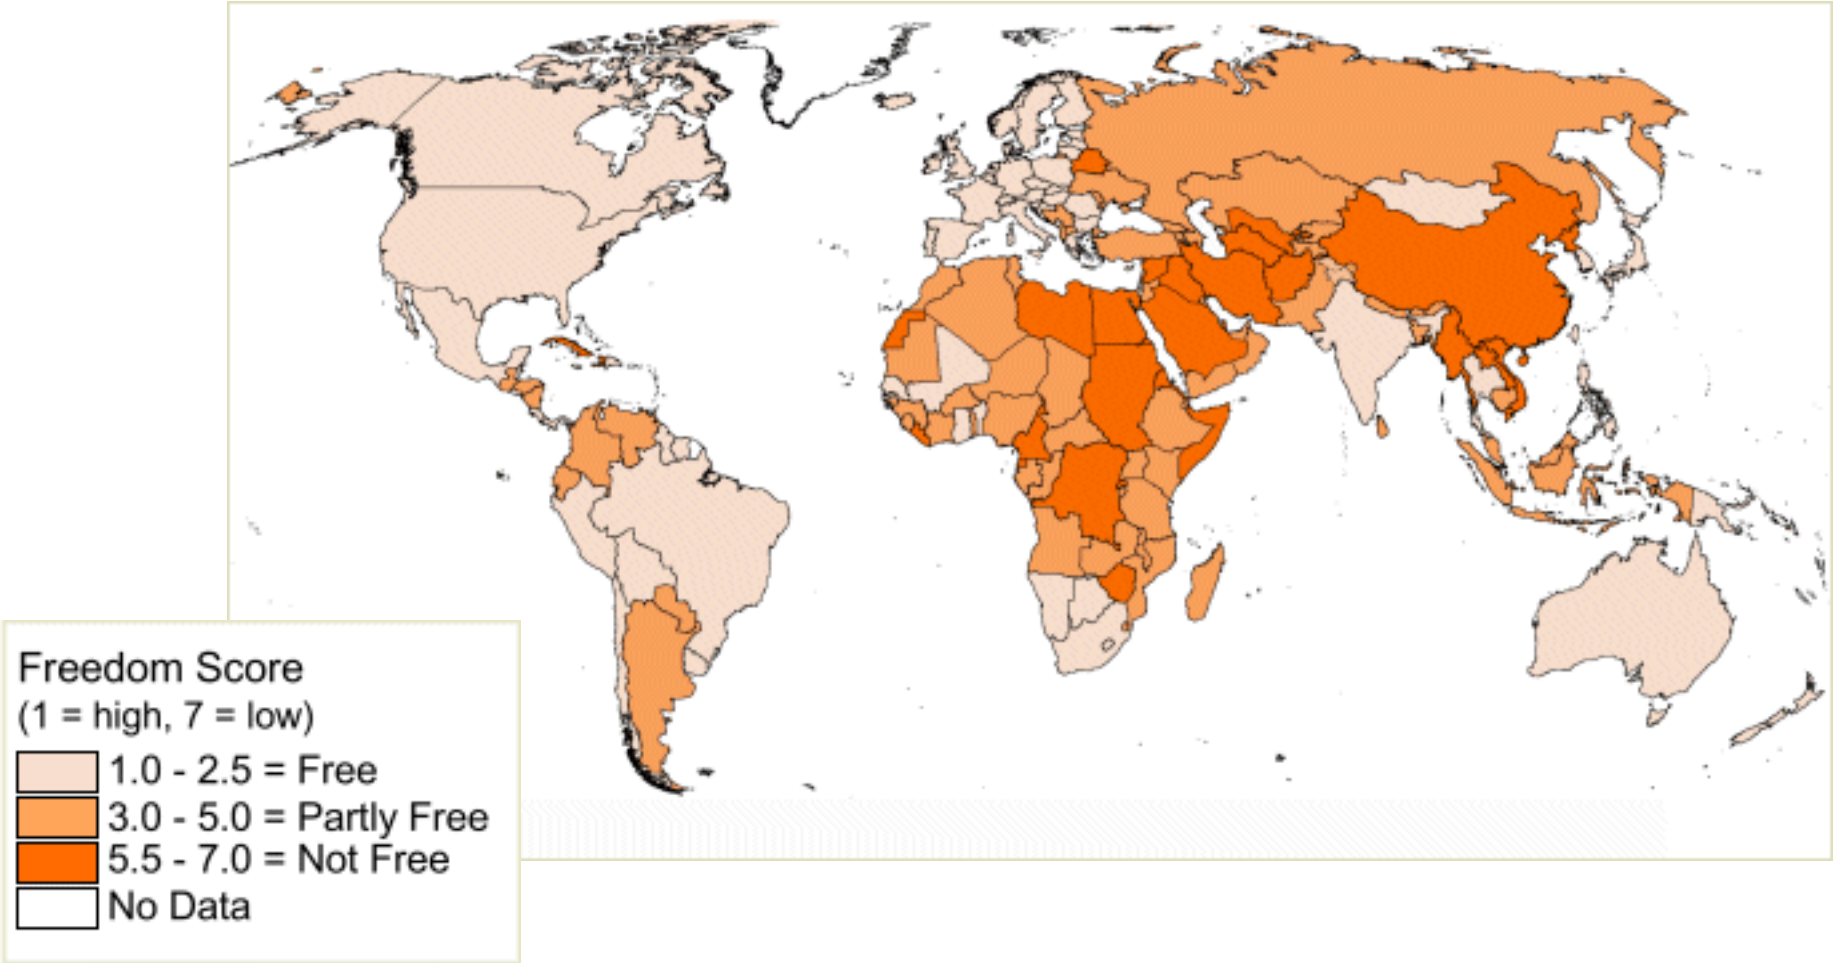 Freedom Score
(1 = high, 7 = low)
1.0 - 2.5 = Free
3.0 - 5.0 = Partly Free
5.5 - 7.0 = Not Free
No Data